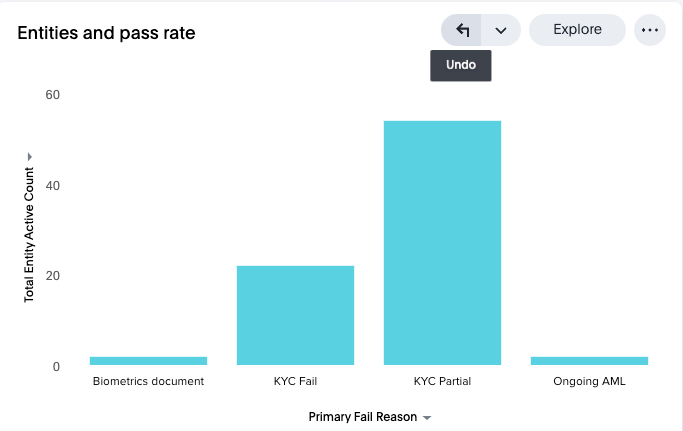 Entities and pass rate
Explore
Undo
60
40
20
0
Total Entity Active Count
Biometrics document
KYC Fail
KYC Partial
Ongoing AML
Primary Fail Reason